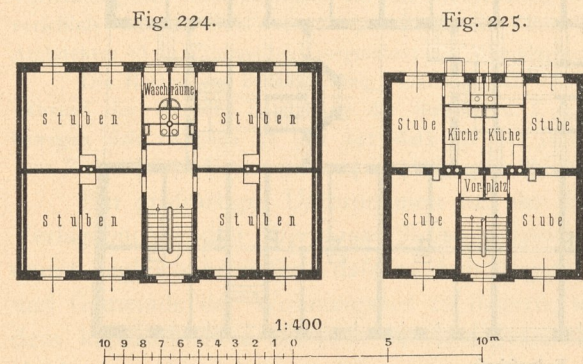 Fig. 224.
Fig. 225.
Waschräume
Stuben
Stuben
Stube
Küche
Küche
Stube
Vorplatz
Stuben
Stuben
Stube
Stube
1:400
10 9 8 7 6 5 4 3 2 1 0 5 10 m